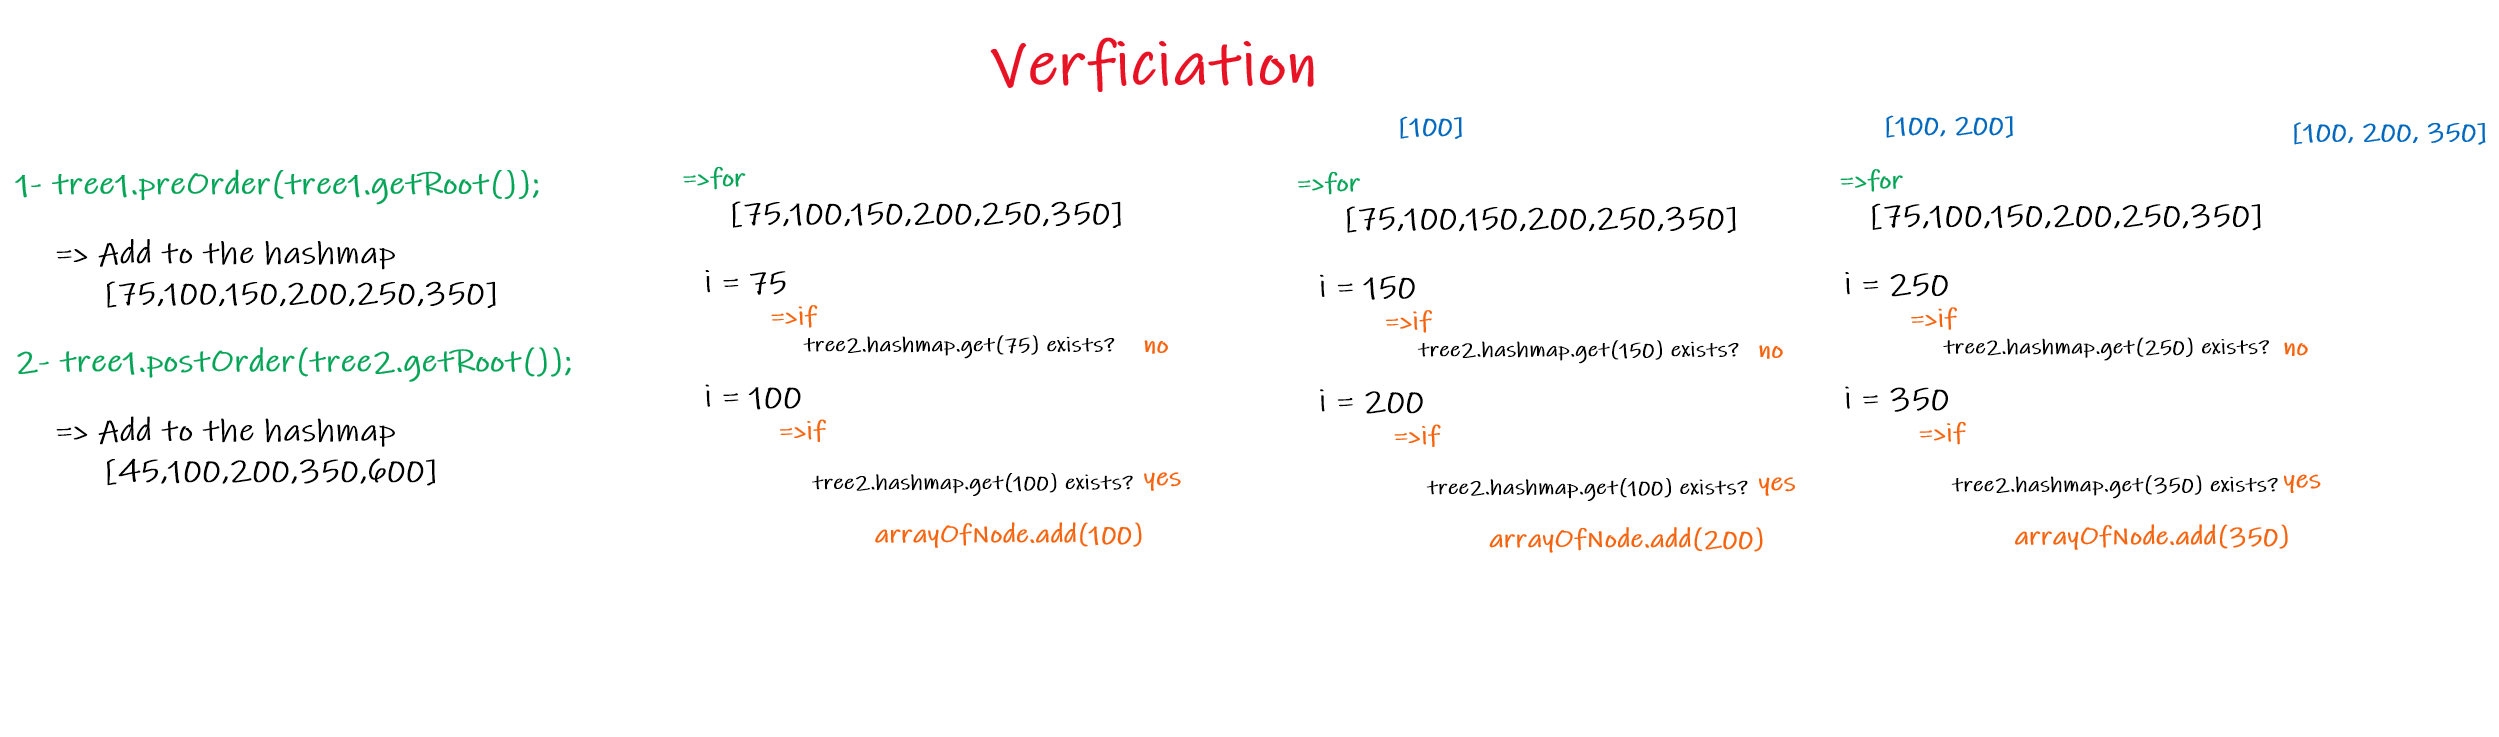 Verficiation
1- tree1.preOrder(tree1.getRoot());
=> Add to the hashmap
[75,100,150,200,250,350]
2- tree1.postOrder(tree2.getRoot());
=> Add to the hashmap
[45,100,200,350,600]
=>for
[75,100,150,200,250,350]
i = 75
=>if
tree2.hashmap.get(75) exists? no
i = 100
=>if
tree2.hashmap.get(100) exists? yes
arrayOfNode.add(100)
[100]
=>for
[75,100,150,200,250,350]
i = 150
=>if
tree2.hashmap.get(150) exists? no
i = 200
=>if
tree2.hashmap.get(100) exists? yes
arrayOfNode.add(200)
[100, 200]
=>for
[75,100,150,200,250,350]
i = 250
=>if
tree2.hashmap.get(250) exists? no
i = 350
=>if
tree2.hashmap.get(350) exists? yes
arrayOfNode.add(350)
[100, 200, 350]